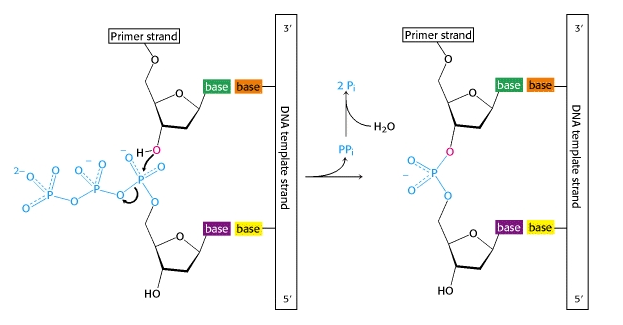 Primer strand
3′
O
O
base base
H–O
2–
O
O
–
O
O
–
O
O
P
P
P
O
O
O
O
base base
O
HO
5′
DNA template strand
2 Pi
H2O
PPi
Primer strand
3′
O
O
base base
O
O
P
–
O
O
base base
O
HO
5′
DNA template strand